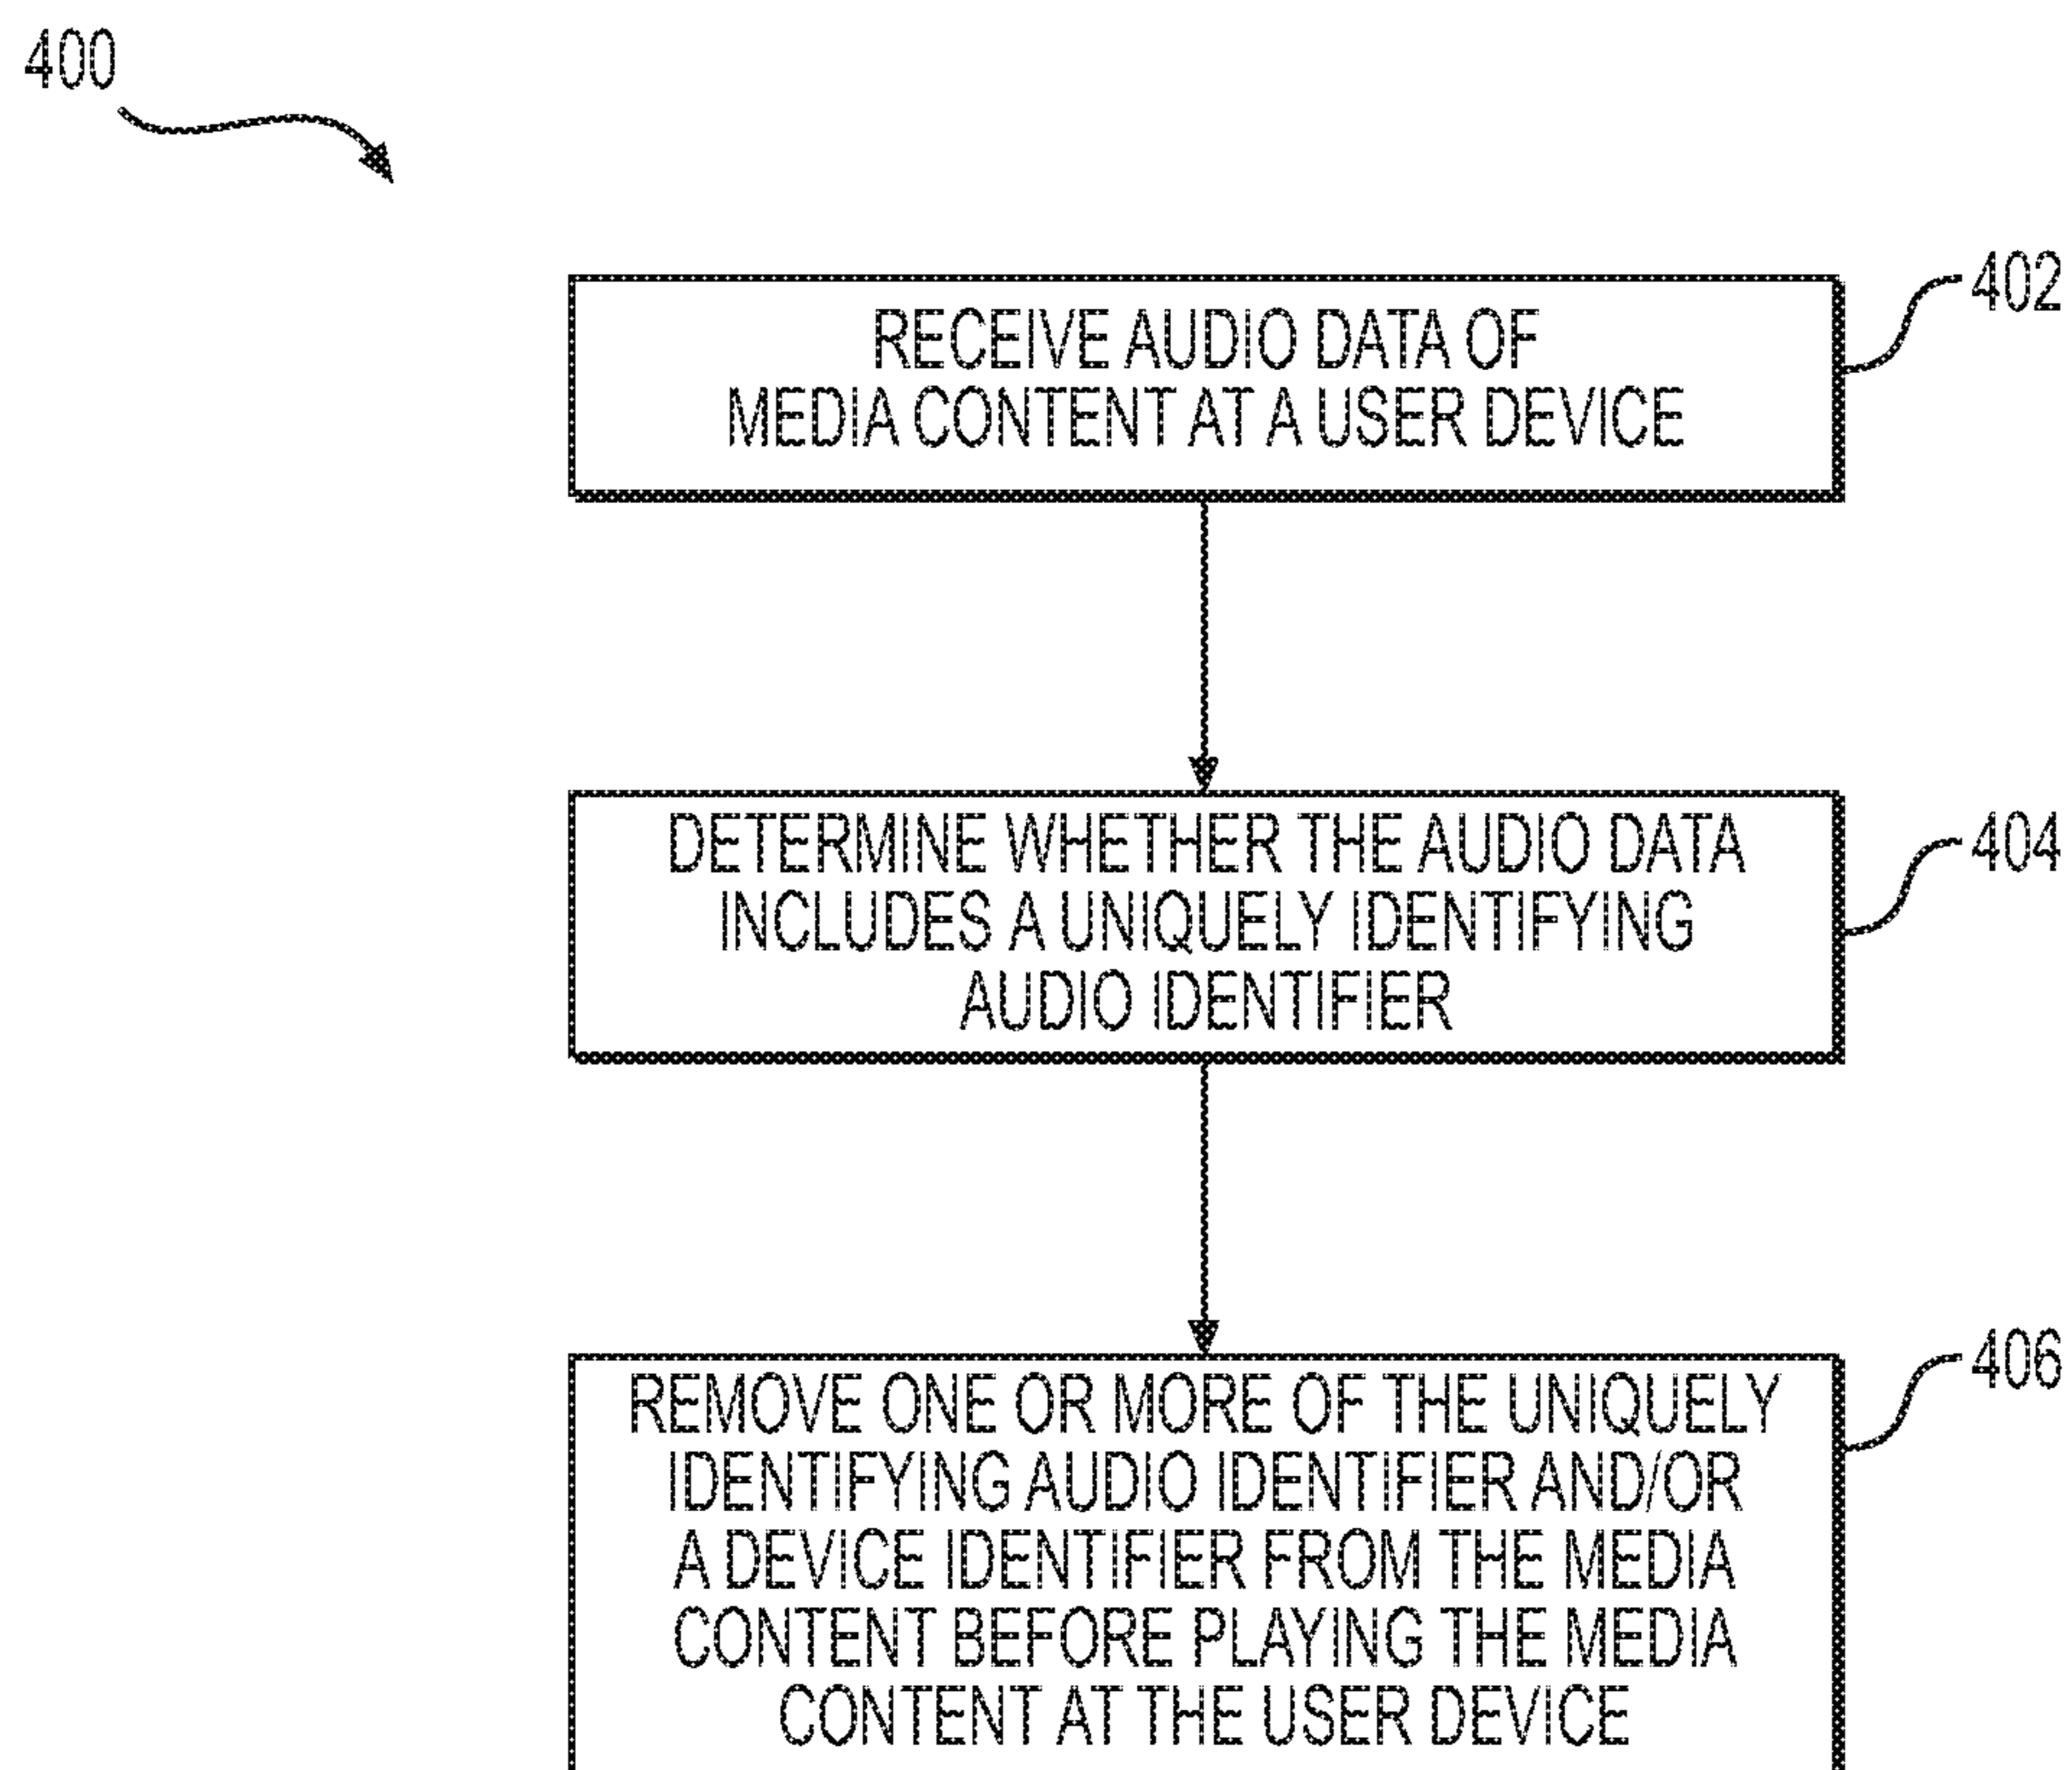 400
402
RECEIVE AUDIO DATA OF
MEDIA CONTENT AT A USER DEVICE
404
DETERMINE WHETHER THE AUDIO DATA
INCLUDES A UNIQUELY IDENTIFYING
AUDIO IDENTIFIER
406
REMOVE ONE OR MORE OF THE UNIQUELY
IDENTIFYING AUDIO IDENTIFIER AND/OR
A DEVICE IDENTIFIER FROM THE MEDIA
CONTENT BEFORE PLAYING THE MEDIA
CONTENT AT THE USER DEVICE